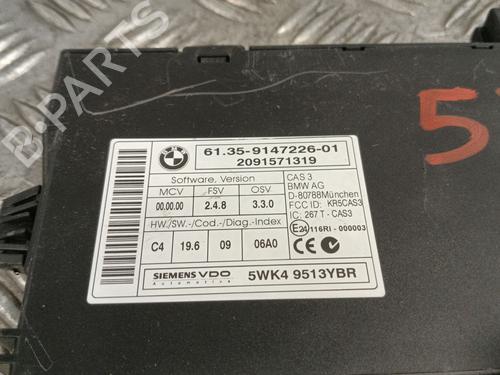 B-PARTS
BMW
61.35-9147226-01
2091571319
Software, Version
MCV FSV OSV
00.00.00 2.4.8 3.3.0
HW./SW.-/Cod.-/Diag.-Index
C4 19.6 09 06A0
CAS 3
BMW AG
D-80788München
FCC ID: KR5CAS3
IC: 267 T - CAS3
E24 116RI - 000003
CE
SIEMENS VDO
Automotive
5WK4 9513YBR